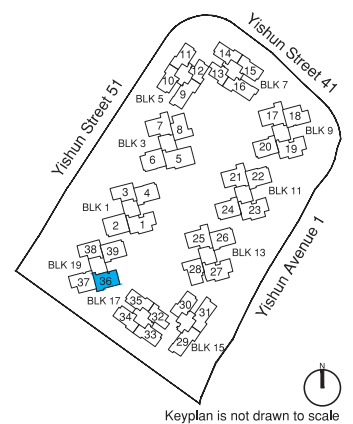 Yishun Street 51
Yishun Street 41
Yishun Avenue 1
11
12
10
9
BLK 5
14
13
15
16
BLK 7
7
8
BLK 3
6
5
17
18
BLK 9
20
19
3
4
BLK 1
2
1
21
22
BLK 11
24
23
38
39
BLK 19
37
36
25
26
BLK 13
28
27
BLK 17
35
34
32
33
30
31
29
BLK 15
N
Keyplan is not drawn to scale